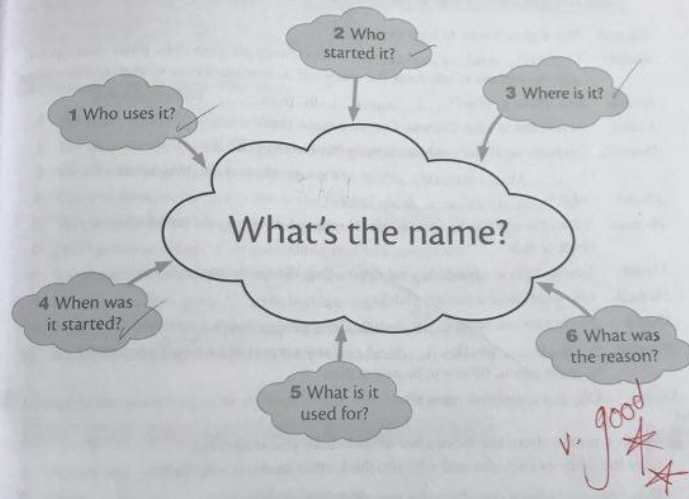 2 Who
started it?
1 Who uses it?
3 Where is it?
What's the name?
4 When was
it started?
6 What was
the reason?
5 What is it
used for?
v. good